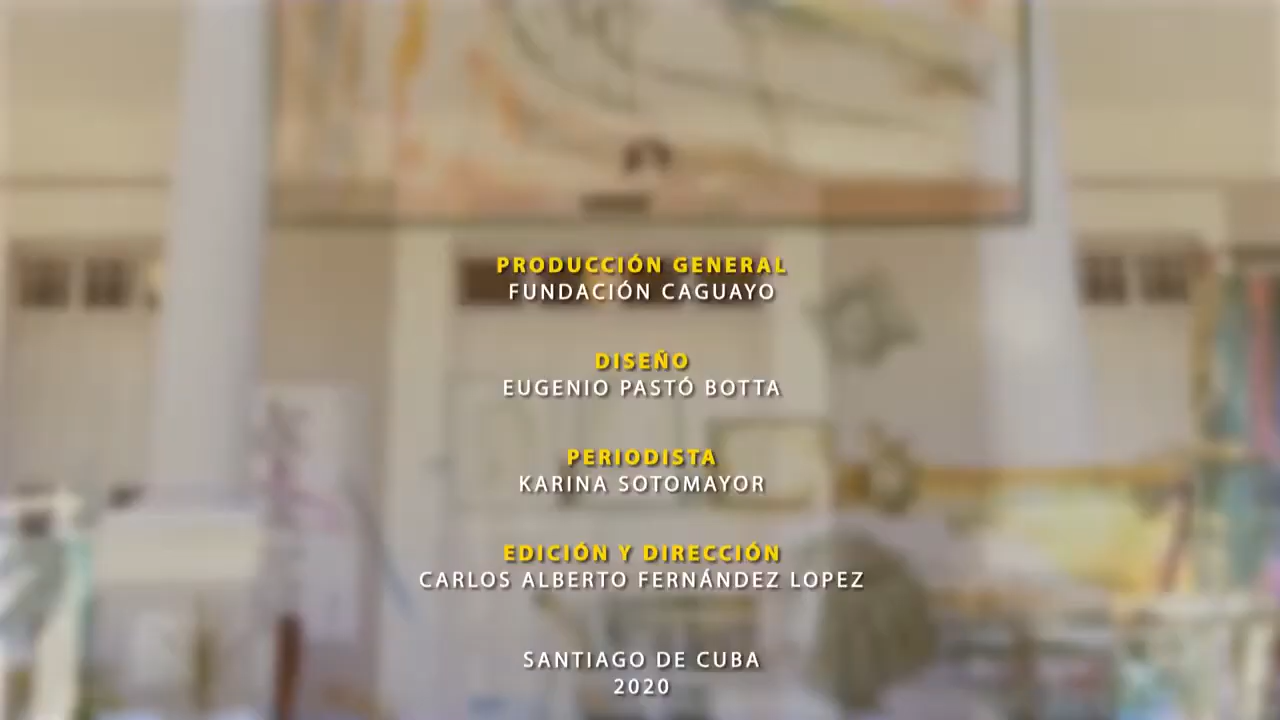 PRODUCCIÓN GENERAL
FUNDACIÓN CAGUAYO
DISEÑO
EUGENIO PASTÓ BOTTA
PERIODISTA
KARINA SOTOMAYOR
EDICIÓN Y DIRECCIÓN
CARLOS ALBERTO FERNÁNDEZ LOPEZ
SANTIAGO DE CUBA
2020